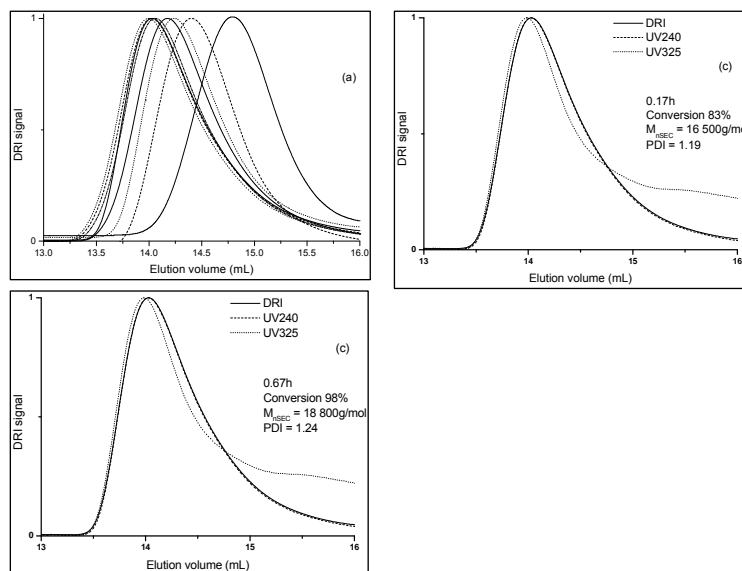 1
DRI signal
0
(a)
13.0 13.5 14.0 14.5 15.0 15.5 16.0
Elution volume (mL)
1
DRI signal
0
DRI
UV240
UV325
(c)
0.17h
Conversion 83%
MnSEC = 16 500g/mo
PDI = 1.19
13 14 15 16
Elution volume (mL)
1
DRI signal
0
DRI
UV240
UV325
(c)
0.67h
Conversion 98%
MnSEC = 18 800g/mol
PDI = 1.24
13 14 15 16
Elution volume (mL)